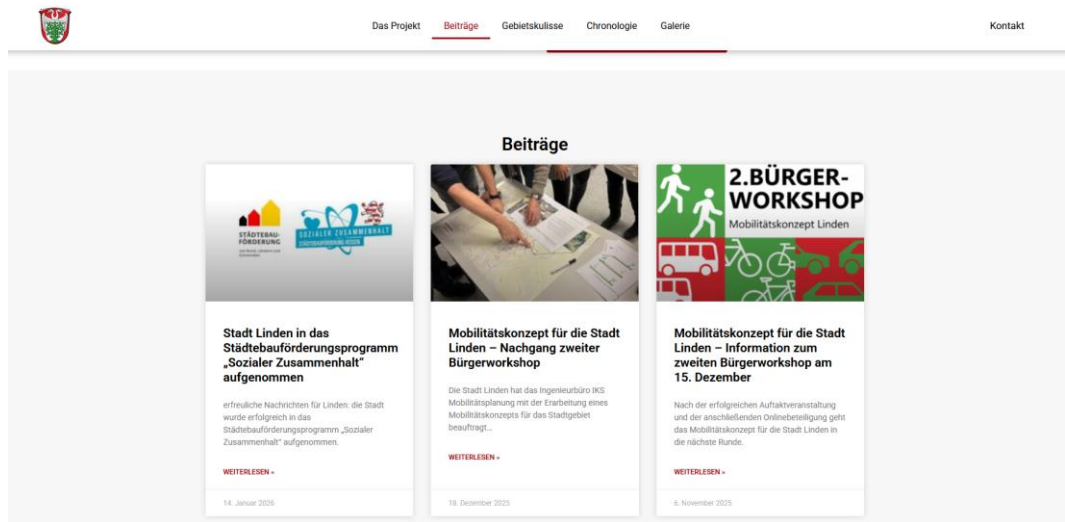 Das Projekt Beiträge Gebietskulisse Chronologie Galerie Kontakt
Beiträge
STÄDTEBAU-
FÖRDERUNG
SOZIALER ZUSAMMENHALT
STÄDTEBAUFÖRDERUNG HESSEN
Stadt Linden in das
Städtebauförderungsprogramm
„Sozialer Zusammenhalt“
aufgenommen
erfreuliche Nachrichten für Linden: die Stadt
wurde erfolgreich in das
Städtebauförderungsprogramm „Sozialer
Zusammenhalt“ aufgenommen.
WEITERLESEN »
14. Januar 2026
Mobilitätskonzept für die Stadt
Linden – Nachgang zweiter
Bürgerworkshop
Die Stadt Linden hat das Ingenieurbüro IKS
Mobilitätsplanung mit der Erarbeitung eines
Mobilitätskonzepts für das Stadtgebiet
beauftragt...
WEITERLESEN »
18. Dezember 2025
2.BÜRGER-
WORKSHOP
Mobilitätskonzept Linden
Mobilitätskonzept für die Stadt
Linden – Information zum
zweiten Bürgerworkshop am
15. Dezember
Nach der erfolgreichen Auftaktveranstaltung
und der anschließenden Onlinebeteiligung geht
das Mobilitätskonzept für die Stadt Linden in
die nächste Runde.
WEITERLESEN »
6. November 2025